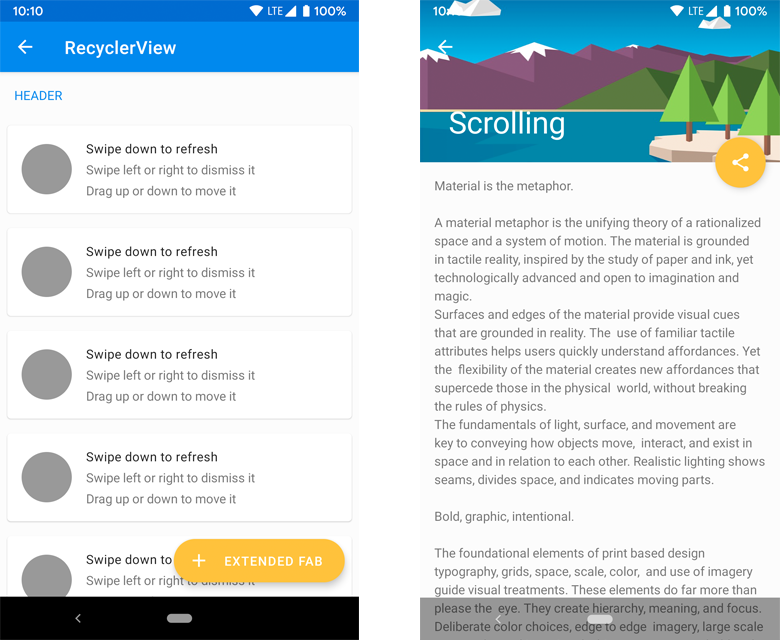 10:10 LTE 100%
RecyclerView
HEADER
Swipe down to refresh
Swipe left or right to dismiss it
Drag up or down to move it
Swipe down to refresh
Swipe left or right to dismiss it
Drag up or down to move it
Swipe down to refresh
Swipe left or right to dismiss it
Drag up or down to move it
Swipe down to refresh
Swipe left or right to dismiss it
Drag up or down to move it
Swipe down to
EXTENDED FAB
Swipe left or right to dismiss it
LTE 100%
Scrolling
Material is the metaphor.
A material metaphor is the unifying theory of a rationalized
space and a system of motion. The material is grounded
in tactile reality, inspired by the study of paper and ink, yet
technologically advanced and open to imagination and
magic.
Surfaces and edges of the material provide visual cues
that are grounded in reality. The  use of familiar tactile
attributes helps users quickly understand affordances. Yet
the  flexibility of the material creates new affordances that
supercede those in the physical  world, without breaking
the rules of physics.
The fundamentals of light, surface, and movement are
key to conveying how objects move,  interact, and exist in
space and in relation to each other. Realistic lighting shows
seams, divides space, and indicates moving parts.
Bold, graphic, intentional.
The foundational elements of print based design
typography, grids, space, scale, color,  and use of imagery
guide visual treatments. These elements do far more than
please the  eye. They create hierarchy, meaning, and focus.
Deliberate color choices, edge to edge  imagery, large scale